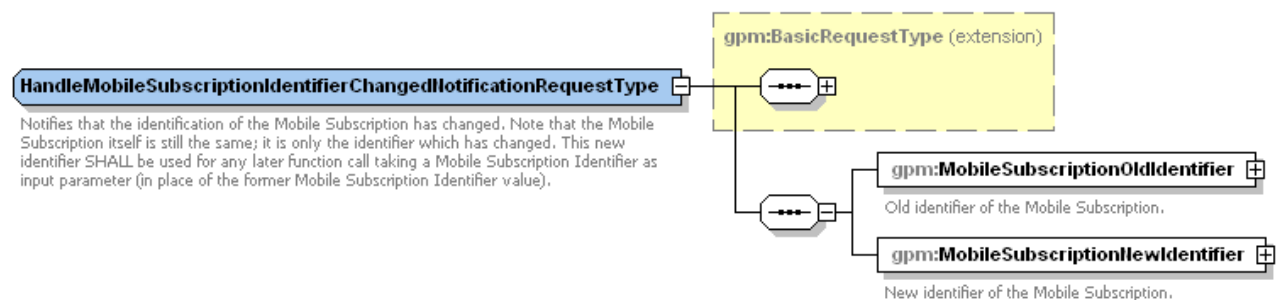 gpm:BasicRequestType (extension)
HandleMobileSubscriptionIdentifierChangedNotificationRequestType
Notifies that the identification of the Mobile Subscription has changed. Note that the Mobile
Subscription itself is still the same; it is only the identifier which has changed. This new
identifier SHALL be used for any later function call taking a Mobile Subscription Identifier as
input parameter (in place of the former Mobile Subscription Identifier value).
gpm:MobileSubscriptionOldIdentifier
Old identifier of the Mobile Subscription.
gpm:MobileSubscriptionNewIdentifier
New identifier of the Mobile Subscription.